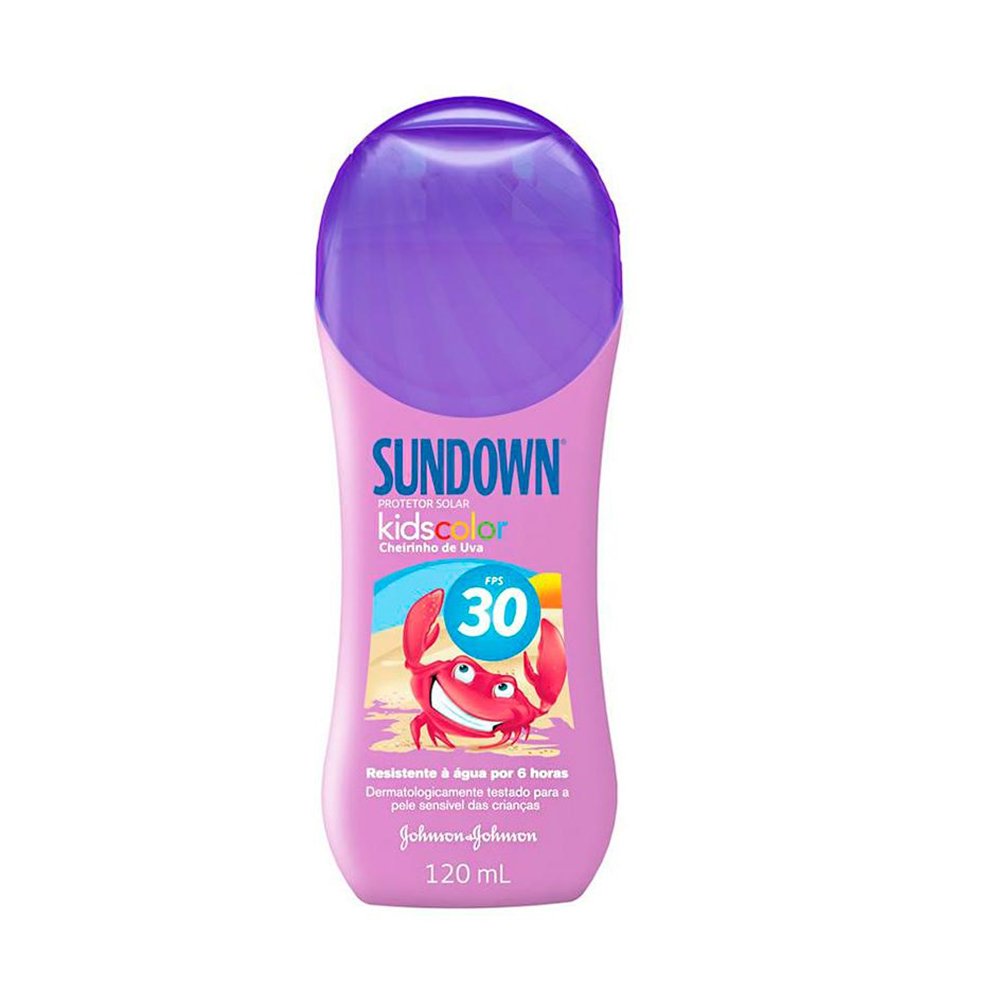 SUNDOWN®
PROTETOR SOLAR
kidscolor
Cheirinho de Uva
FPS
30
Resistente à água por 6 horas
Dermatologicamente testado para a
pele sensível das crianças
Johnson & Johnson
120 mL